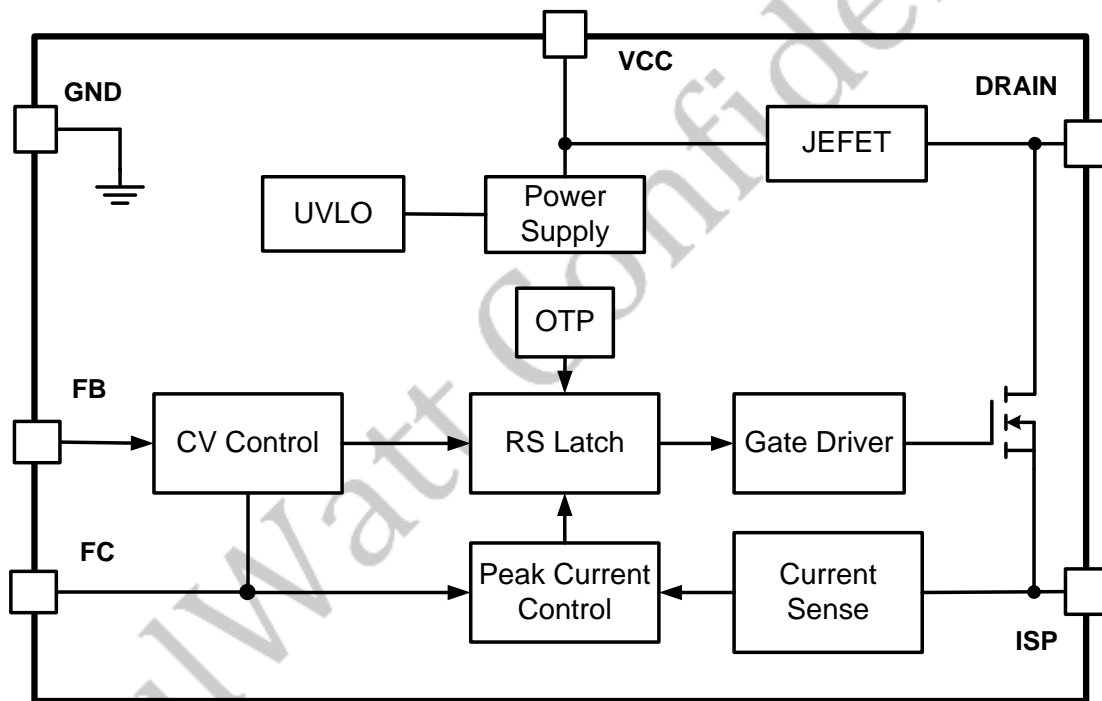 VCC
GND
DRAIN
JEFET
UVLO
Power
Supply
OTP
FB
CV Control
RS Latch
Gate Driver
FC
Peak Current
Control
Current
Sense
ISP